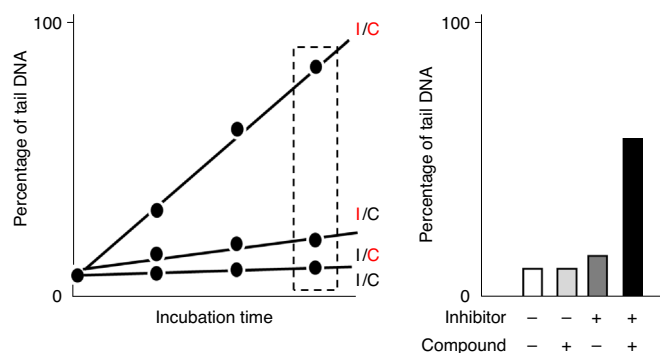 100
I/C
I/C
I/C
I/C
0
Percentage of tail DNA
Incubation time
100
0
Percentage of tail DNA
Inhibitor – – + +
Compound – + – +